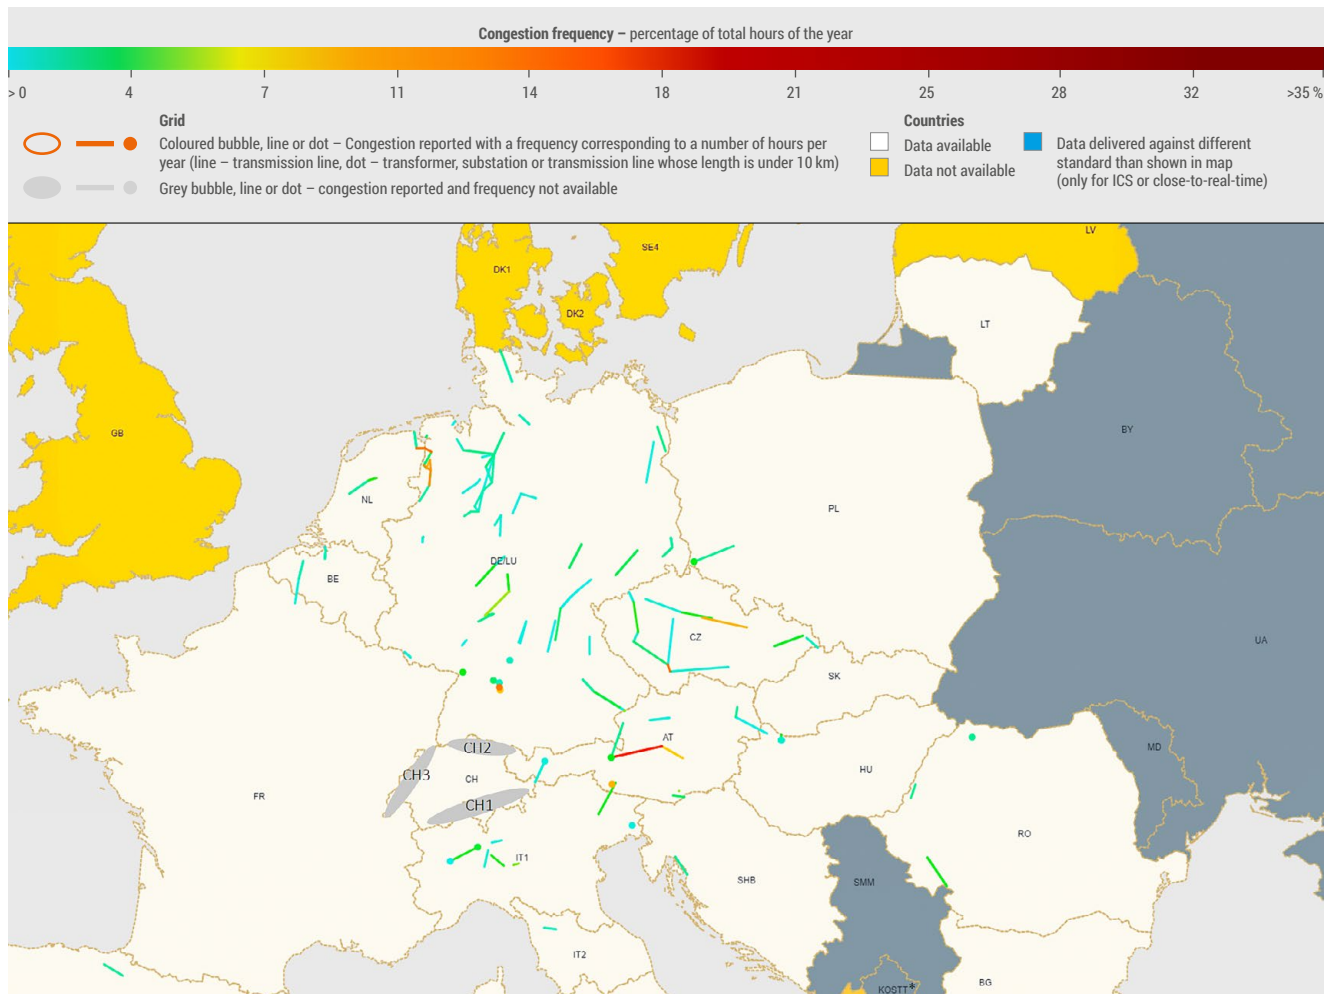 Congestion frequency – percentage of total hours of the year
> 0 4 7 11 14 18 21 25 28 32 >35 %
Grid
Coloured bubble, line or dot – Congestion reported with a frequency corresponding to a number of hours per
year (line – transmission line, dot – transformer, substation or transmission line whose length is under 10 km)
Grey bubble, line or dot – congestion reported and frequency not available
Countries
Data available
Data not available
Data delivered against different
standard than shown in map
(only for ICS or close-to-real-time)
LV
SE4
DK1
DK2
LT
GB
BY
NL
PL
DE/LU
BE
CZ
UA
SK
AT
CH2
MD
CH3
CH
HU
FR
CH1
RO
IT1
SHB
SMM
IT2
BG
KOSTT*